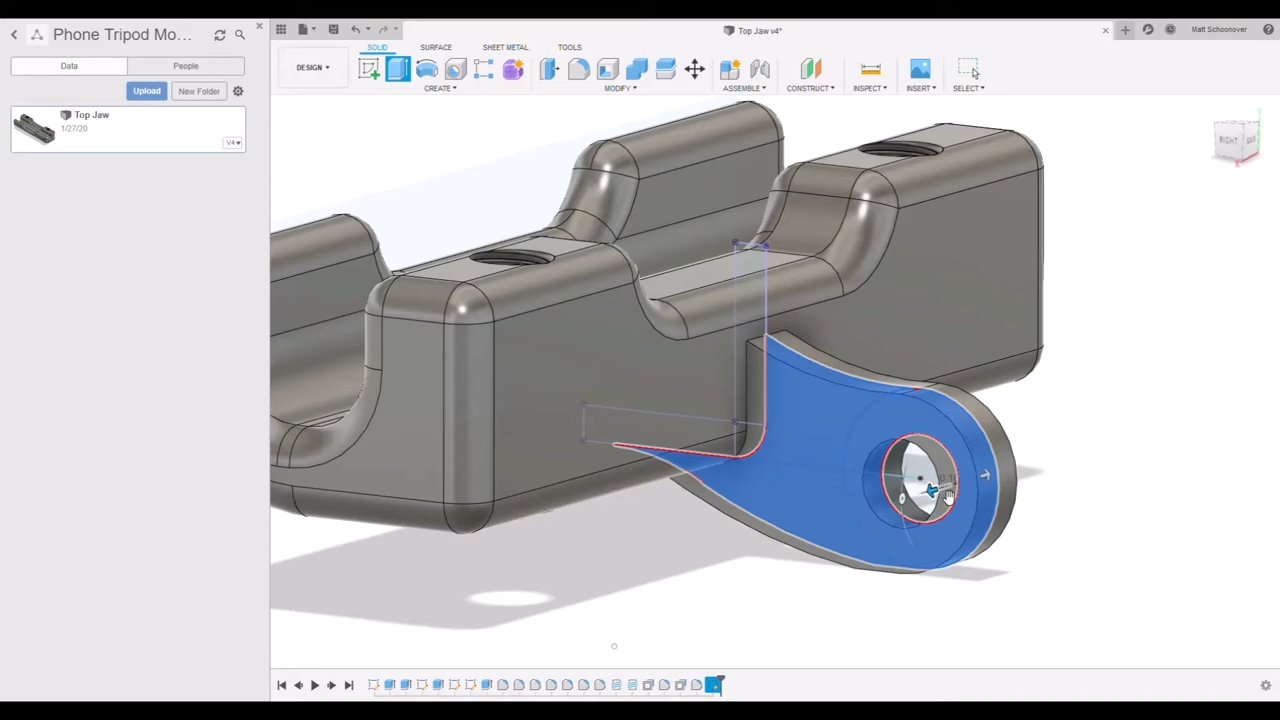 Phone Tripod Mo...
Top Jaw v4*
Matt Schoonover
Data
People
Upload
New Folder
Top Jaw
1/27/20
V4
DESIGN
SOLID
SURFACE
SHEET METAL
TOOLS
CREATE
MODIFY
ASSEMBLE
CONSTRUCT
INSPECT
INSERT
SELECT
RIGHT